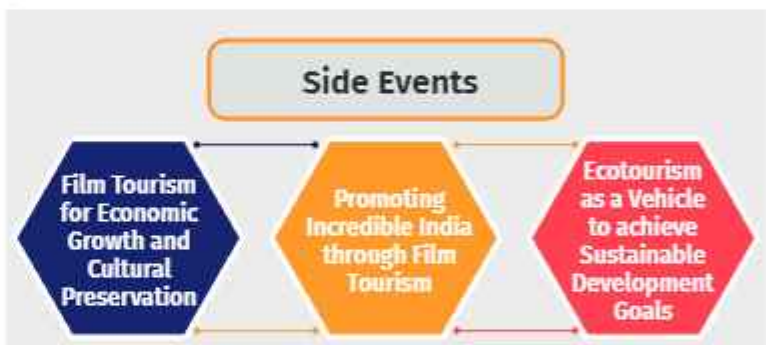 Side Events
Film Tourism
for Economic
Growth and
Cultural
Preservation
Promoting
Incredible India
through Film
Tourism
Ecotourism
as a Vehicle
to achieve
Sustainable
Development
Goals